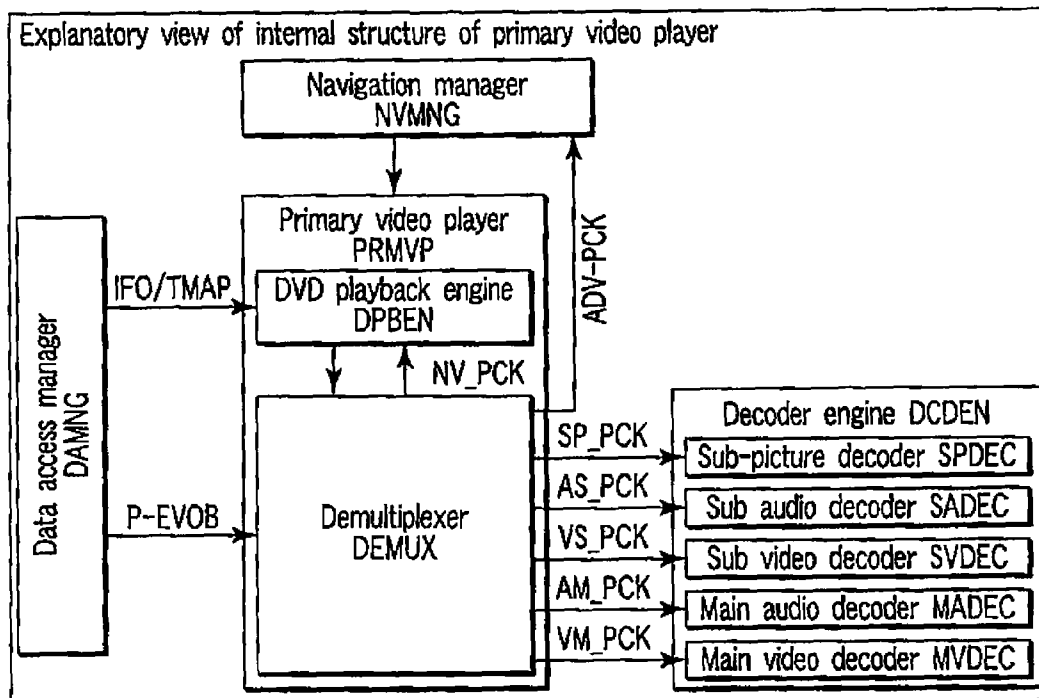 Explanatory view of internal structure of primary video player
Navigation manager
NVMNG
Primary video player
PRMVP
ADV-PCK
Data access manager
DAMNG
IFO/TMAP
DVD playback engine
DPBEN
NV_PCK
P-EVOB
Demultiplexer
DEMUX
SP_PCK
AS_PCK
VS_PCK
AM_PCK
VM_PCK
Decoder engine DCDEN
Sub-picture decoder SPDEC
Sub audio decoder SADEC
Sub video decoder SVDEC
Main audio decoder MADEC
Main video decoder MVDEC